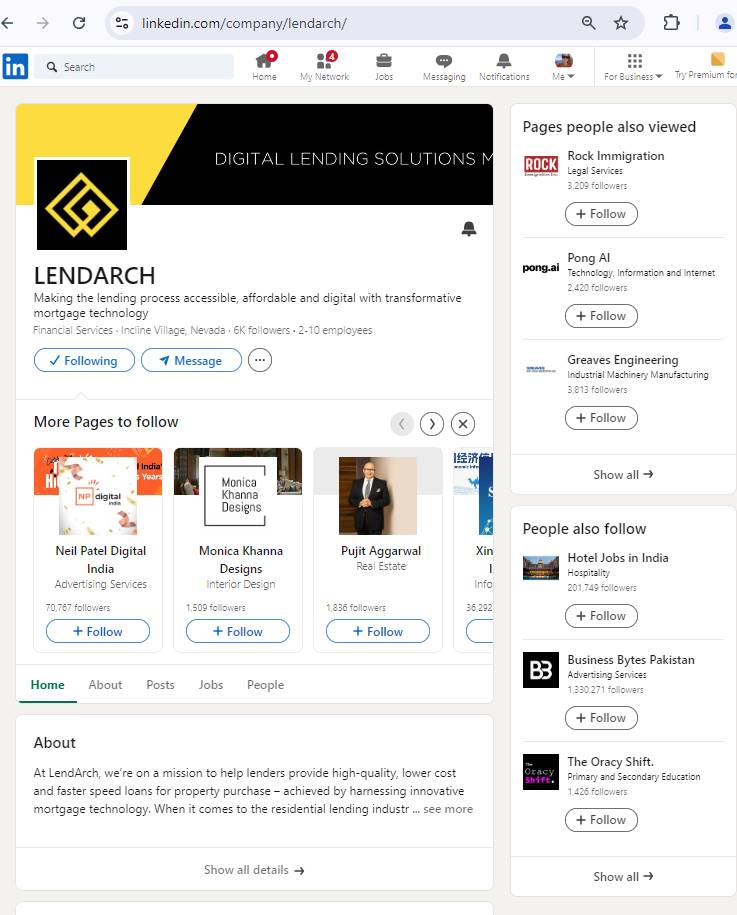 linkedin.com/company/lendarch/
in
Search
Home
4
My Network
Jobs
Messaging
Notifications
Me
For Business
Try Premium for
DIGITAL LENDING SOLUTIONS M
LENDARCH
Making the lending process accessible, affordable and digital with transformative
mortgage technology
Financial Services · Incline Village, Nevada · 6K followers · 2-10 employees
Following
Message
More Pages to follow
NP digital
india
Neil Patel Digital
India
Advertising Services
70,767 followers
+ Follow
Monica
Khanna
Designs
Monica Khanna
Designs
Interior Design
1,509 followers
+ Follow
Pujit Aggarwal
Real Estate
1,836 followers
+ Follow
Xin
I
Info
36,292
Home
About
Posts
Jobs
People
About
At LendArch, we’re on a mission to help lenders provide high-quality, lower cost
and faster speed loans for property purchase – achieved by harnessing innovative
mortgage technology. When it comes to the residential lending industr ... see more
Show all details →
Pages people also viewed
ROCK
Rock Immigration
Legal Services
3,209 followers
+ Follow
pong.ai
Pong AI
Technology, Information and Internet
2,420 followers
+ Follow
GREAVES
Greaves Engineering
Industrial Machinery Manufacturing
3,813 followers
+ Follow
Show all →
People also follow
Hotel Jobs in India
Hospitality
201,749 followers
+ Follow
BB
Business Bytes Pakistan
Advertising Services
1,330,271 followers
+ Follow
The
Oracy
Shift.
The Oracy Shift.
Primary and Secondary Education
1,426 followers
+ Follow
Show all →